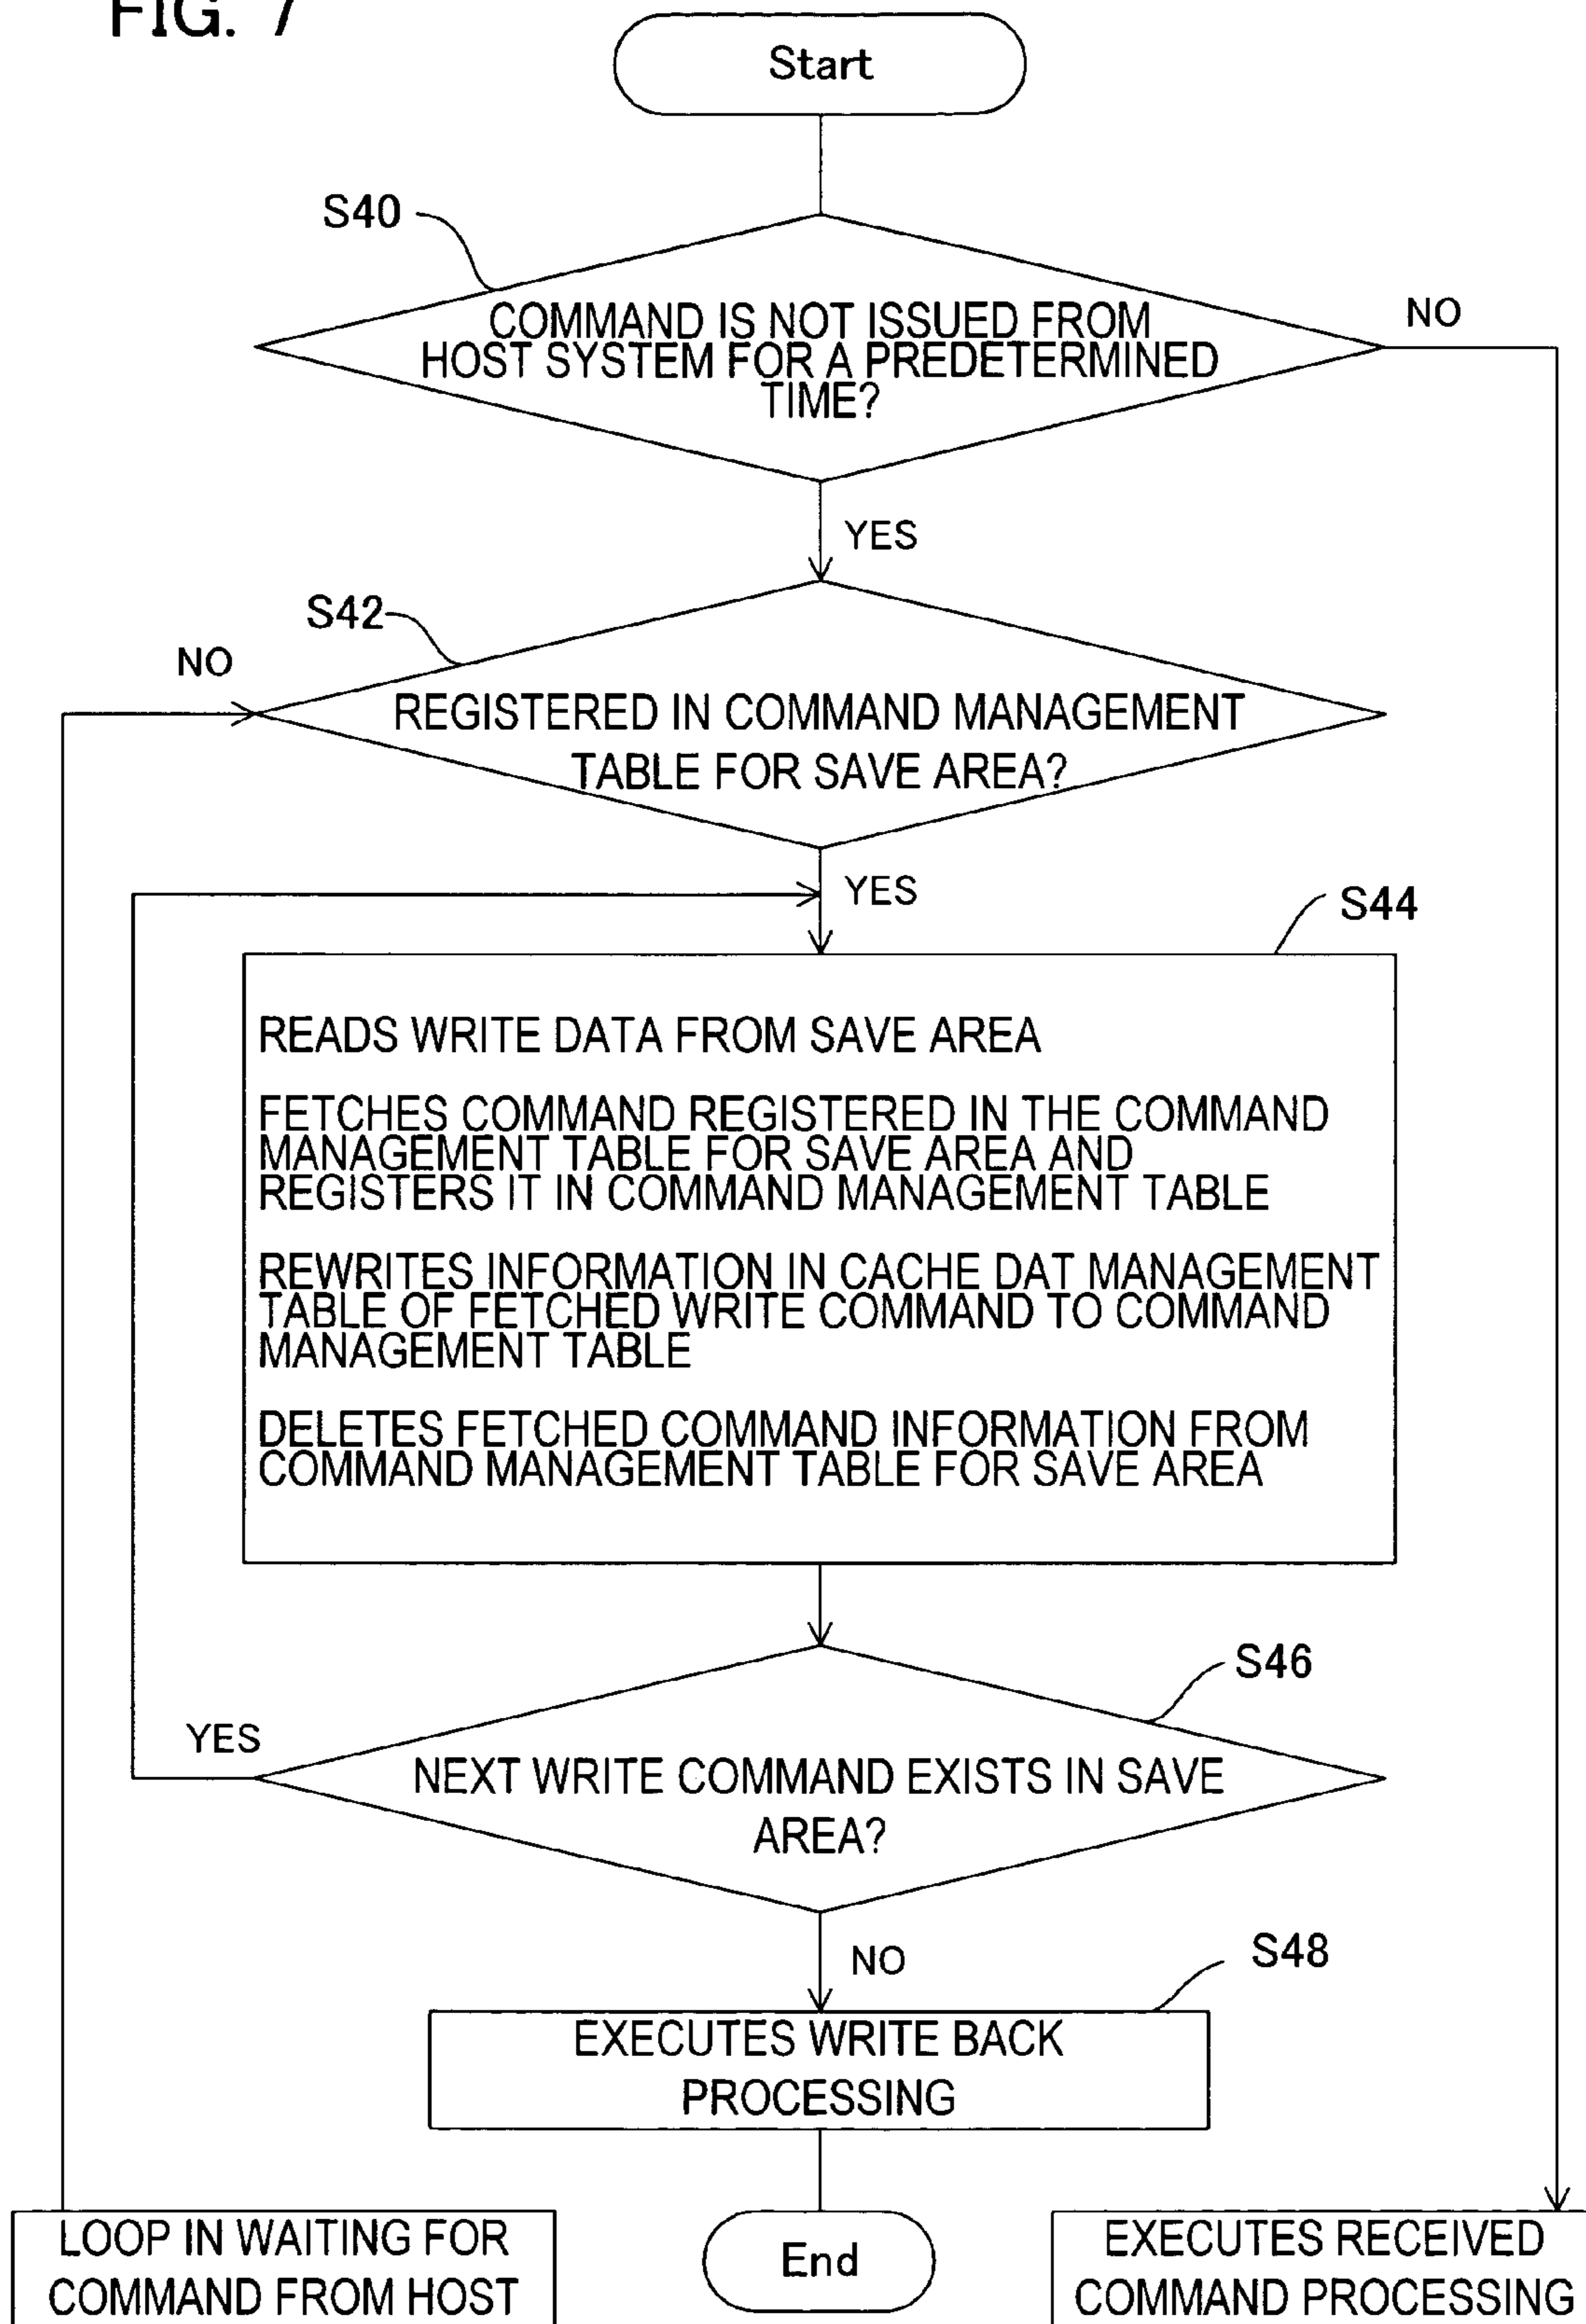 FIG. 7
Start
S40
COMMAND IS NOT ISSUED FROM
HOST SYSTEM FOR A PREDETERMINED
TIME?
NO
YES
S42
NO
REGISTERED IN COMMAND MANAGEMENT
TABLE FOR SAVE AREA?
YES
S44
READS WRITE DATA FROM SAVE AREA
FETCHES COMMAND REGISTERED IN THE COMMAND
MANAGEMENT TABLE FOR SAVE AREA AND
REGISTERS IT IN COMMAND MANAGEMENT TABLE
REWRITES INFORMATION IN CACHE DAT MANAGEMENT
TABLE OF FETCHED WRITE COMMAND TO COMMAND
MANAGEMENT TABLE
DELETES FETCHED COMMAND INFORMATION FROM
COMMAND MANAGEMENT TABLE FOR SAVE AREA
S46
YES
NEXT WRITE COMMAND EXISTS IN SAVE
AREA?
NO
S48
EXECUTES WRITE BACK
PROCESSING
LOOP IN WAITING FOR
COMMAND FROM HOST
End
EXECUTES RECEIVED
COMMAND PROCESSING